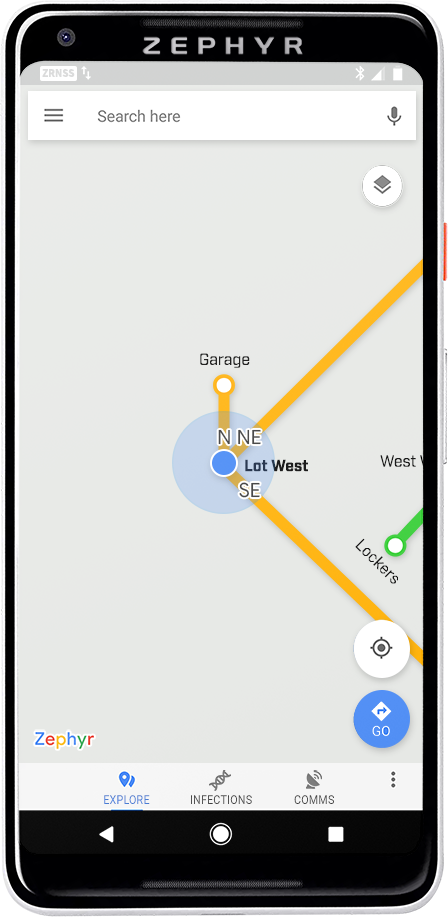 ZEPHYR
ZRNSS
Search here
Garage
N NE
Lot West
SE
West
Lockers
GO
Zephyr
EXPLORE INFECTIONS COMMS